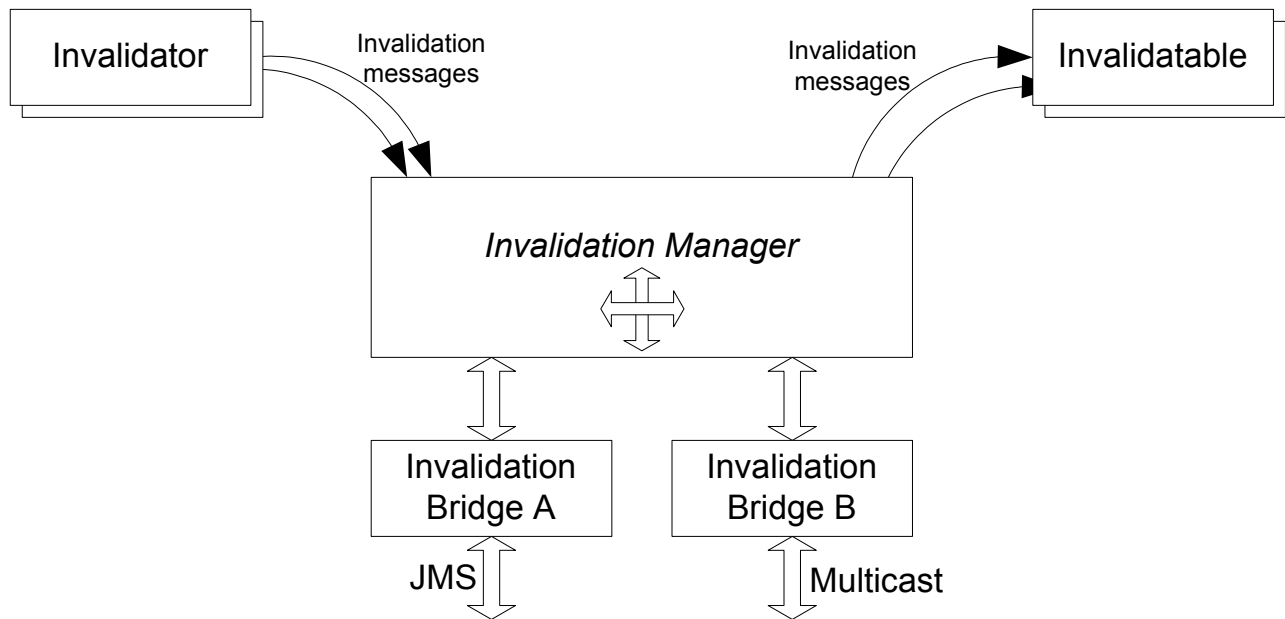 Invalidator
Invalidation
messages
Invalidation
messages
Invalidatable
Invalidation Manager
Invalidation
Bridge A
Invalidation
Bridge B
JMS
Multicast